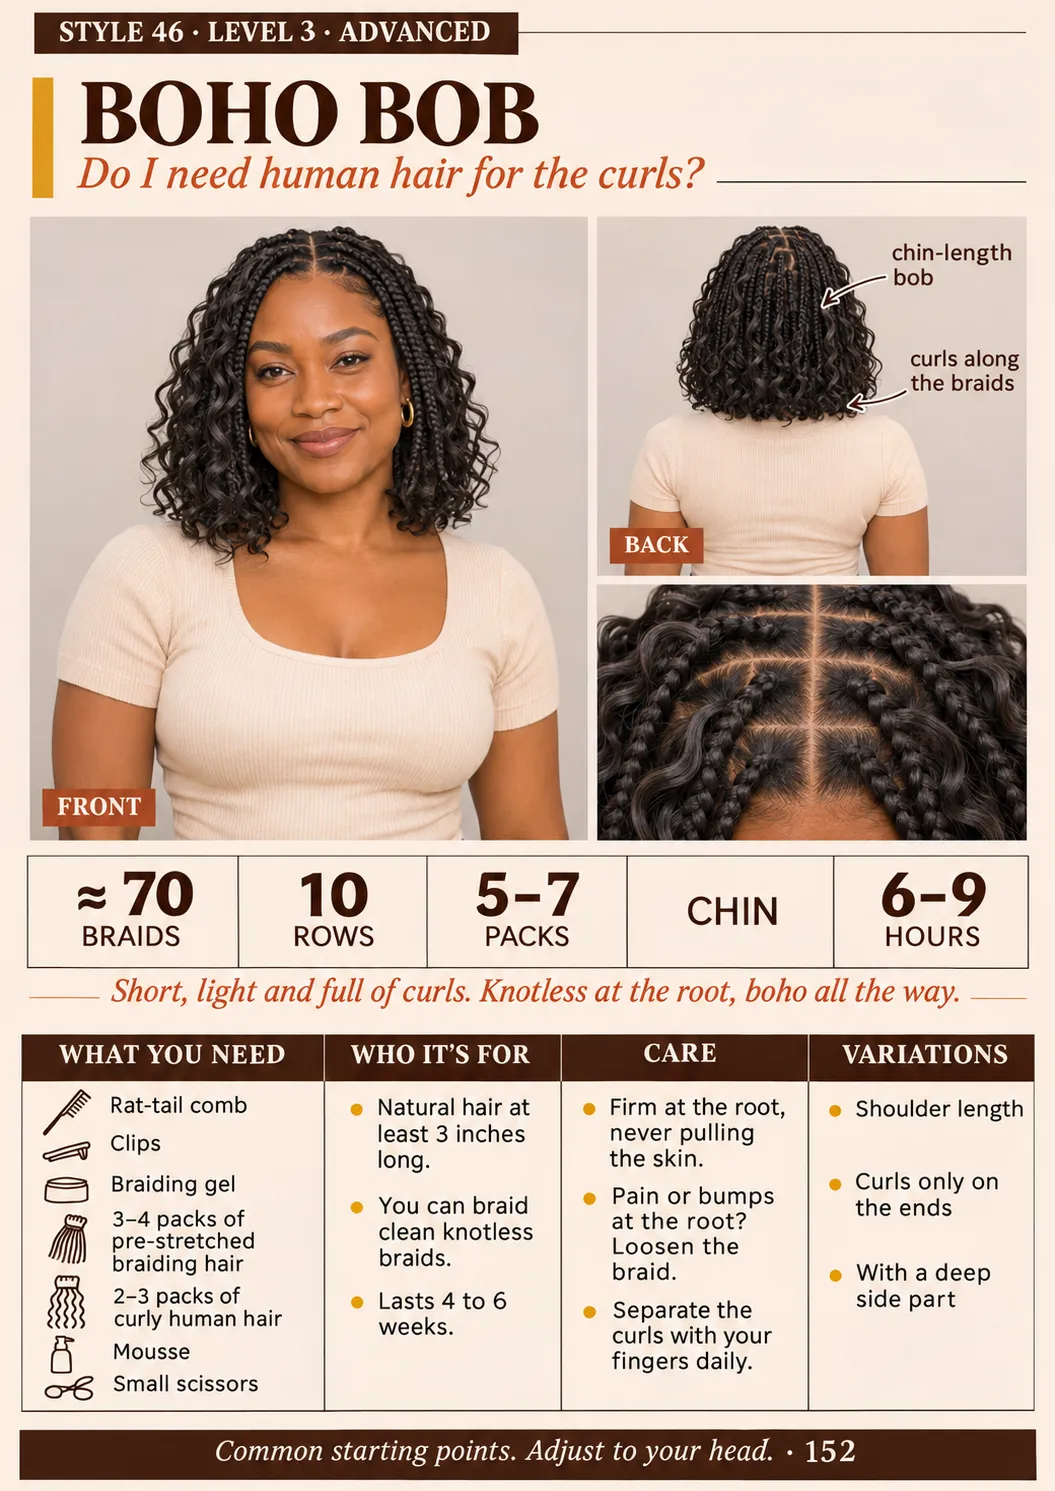 STYLE 46 · LEVEL 3 · ADVANCED
BOHO BOB
Do I need human hair for the curls?
chin-length
bob
curls along
the braids
BACK
FRONT
≈ 70
BRAIDS
10
ROWS
5–7
PACKS
CHIN
6–9
HOURS
Short, light and full of curls. Knotless at the root, boho all the way.
WHAT YOU NEED
Rat-tail comb
Clips
Braiding gel
3–4 packs of
pre-stretched
braiding hair
2–3 packs of
curly human hair
Mousse
Small scissors
WHO IT'S FOR
Natural hair at
least 3 inches
long.
You can braid
clean knotless
braids.
Lasts 4 to 6
weeks.
CARE
Firm at the root,
never pulling
the skin.
Pain or bumps
at the root?
Loosen the
braid.
Separate the
curls with your
fingers daily.
VARIATIONS
Shoulder length
Curls only on
the ends
With a deep
side part
Common starting points. Adjust to your head. · 152